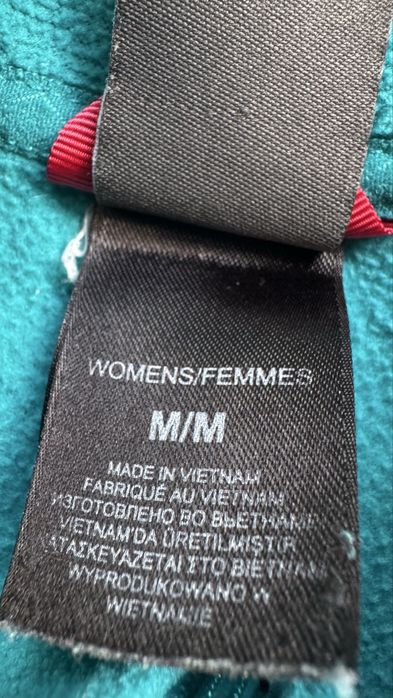 WOMENS/FEMMES
M/M
MADE IN VIETNAM
FABRIQUÉ AU VIETNAM
ИЗГОТОВЛЕНО ВО ВЬЕТНАМЕ
VIETNAM'DA ÜRETILMIŞTIR
ΚΑΤΑΣΚΕΥΑΖΕΤΑΙ ΣΤΟ ΒΙΕΤΝΑΜ
WYPRODUKOWANO W
WIETNAMIE